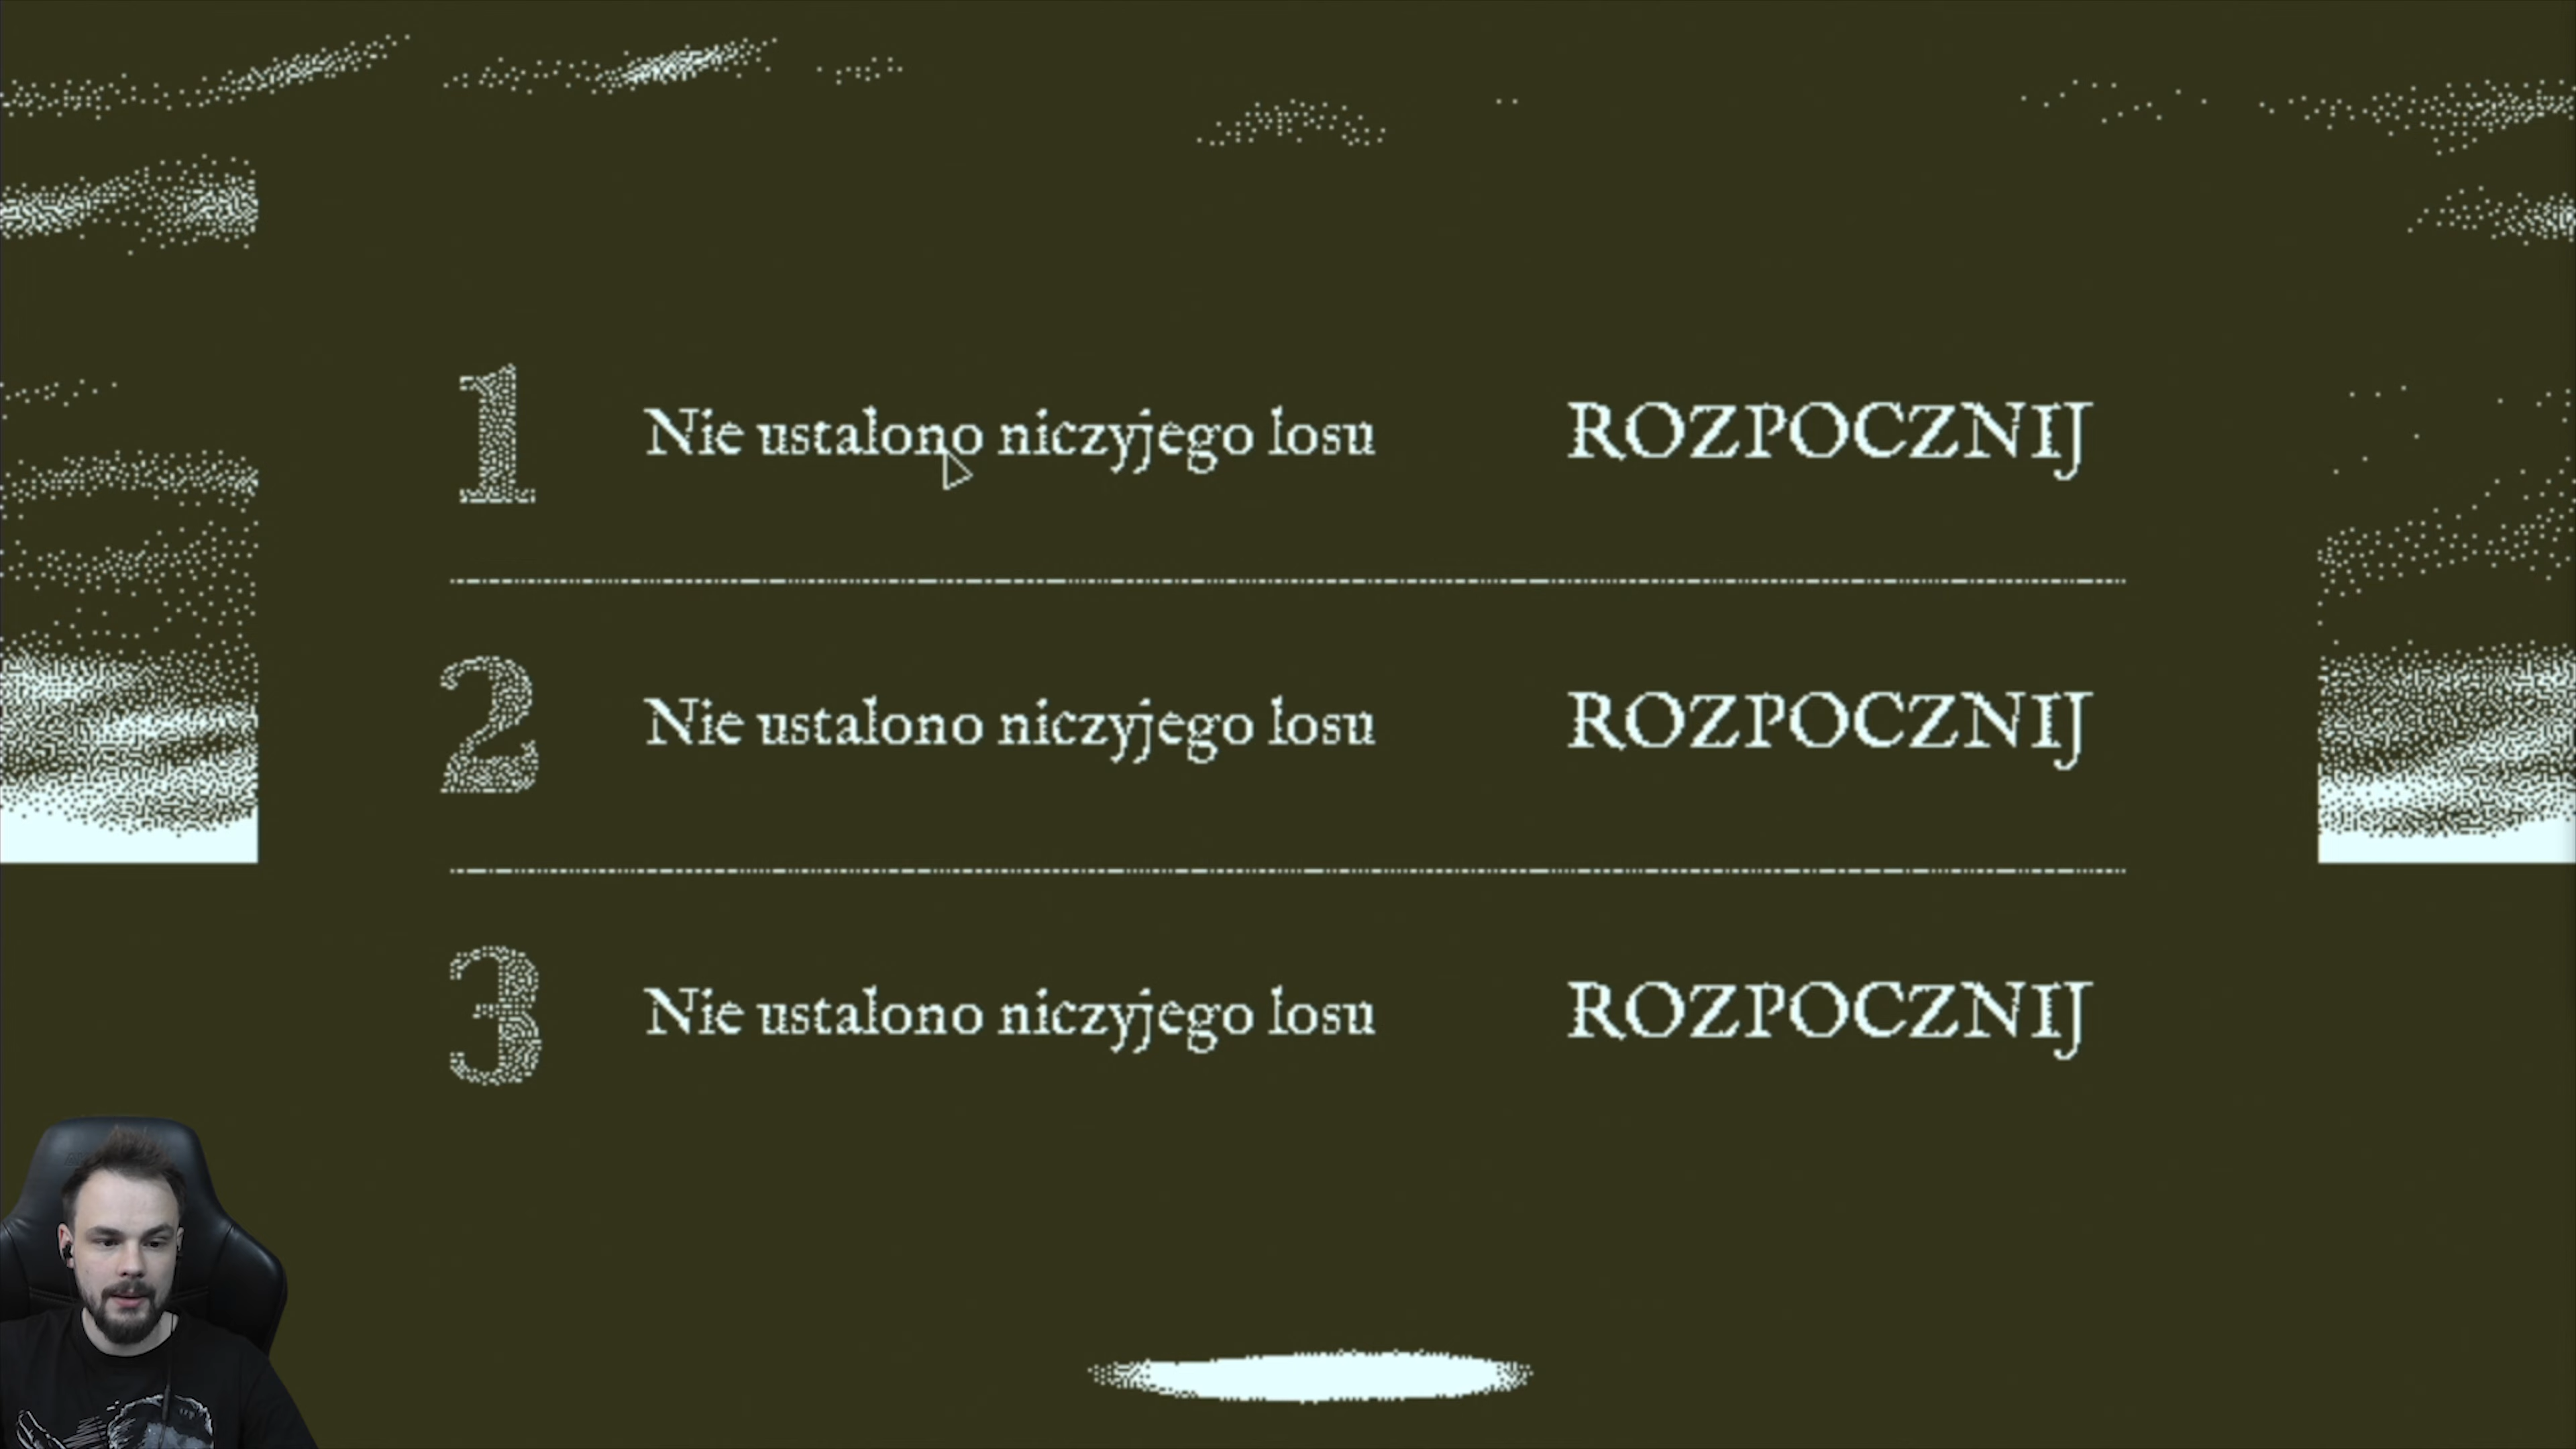 1 Nie ustalono niczyjego losu ROZPOCZNIJ
2 Nie ustalono niczyjego losu ROZPOCZNIJ
3 Nie ustalono niczyjego losu ROZPOCZNIJ